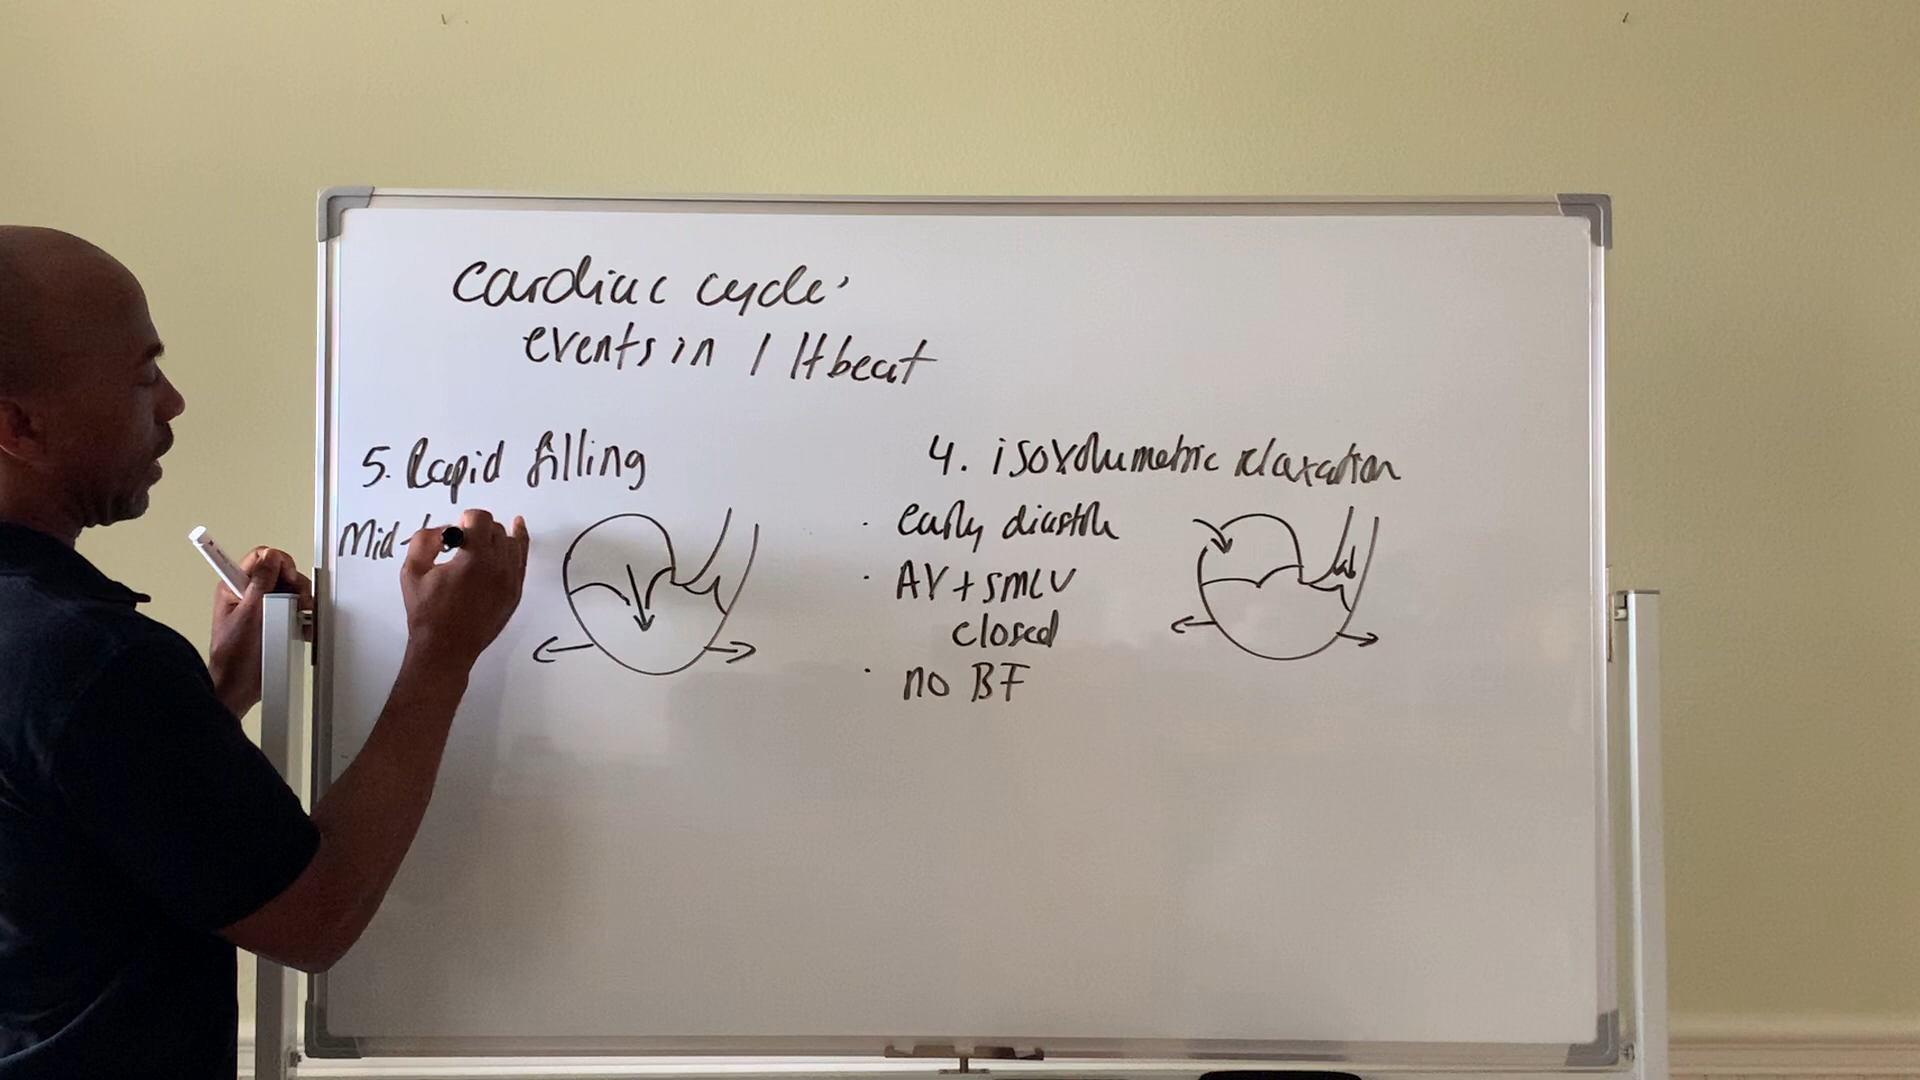 cardiac cycle:
events in 1 Htbeat
5. Rapid filling
Mid-
4. isovolumetric relaxation
· early diastole
· AV + SMLV
closed
· no BF